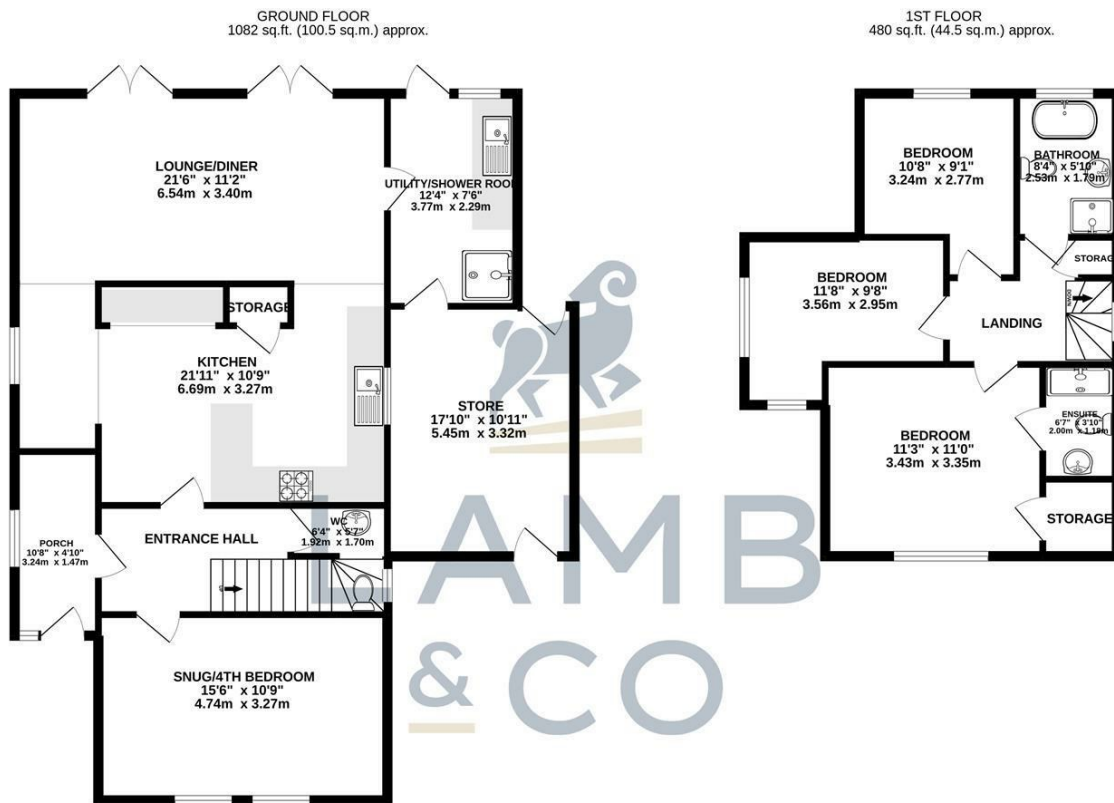 GROUND FLOOR
1082 sq.ft. (100.5 sq.m.) approx.
1ST FLOOR
480 sq.ft. (44.5 sq.m.) approx.
LOUNGE/DINER
21'6" x 11'2"
6.54m x 3.40m
UTILITY/SHOWER ROOM
12'4" x 7'6"
3.77m x 2.29m
STORAGE
KITCHEN
21'11" x 10'9"
6.69m x 3.27m
STORE
17'10" x 10'11"
5.45m x 3.32m
PORCH
10'8" x 4'10"
3.24m x 1.47m
ENTRANCE HALL
WC
6'4" x 5'7"
1.92m x 1.70m
SNUG/4TH BEDROOM
15'6" x 10'9"
4.74m x 3.27m
BEDROOM
10'8" x 9'1"
3.24m x 2.77m
BATHROOM
8'4" x 5'10"
2.53m x 1.79m
STORAG
BEDROOM
11'8" x 9'8"
3.56m x 2.95m
DOWN
LANDING
BEDROOM
11'3" x 11'0"
3.43m x 3.35m
ENSUITE
6'7" x 3'10"
2.00m x 1.18m
STORAGE
LAMB
& CO